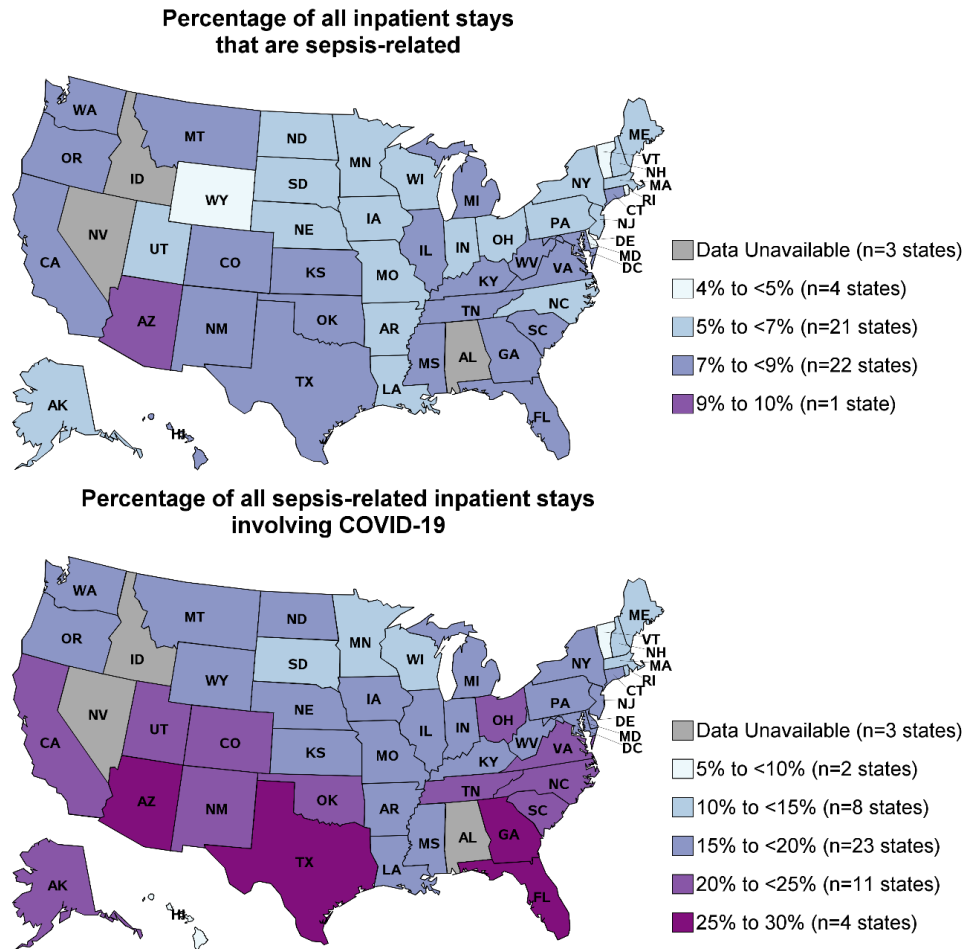 Percentage of all inpatient stays
that are sepsis-related
WA
MT
ND
MN
ME
OR
ID
SD
WI
VT
NH
WY
MI
NY
MA
RI
CT
NV
UT
NE
IA
PA
NJ
CA
CO
IL
IN
OH
DE
MD
DC
KS
MO
WV
VA
KY
NC
AZ
NM
OK
AR
TN
SC
MS
AL
GA
TX
LA
FL
AK
HI
Data Unavailable (n=3 states)
4% to <5% (n=4 states)
5% to <7% (n=21 states)
7% to <9% (n=22 states)
9% to 10% (n=1 state)
Percentage of all sepsis-related inpatient stays
involving COVID-19
WA
MT
ND
MN
ME
OR
ID
SD
WI
VT
NH
WY
MI
NY
MA
RI
CT
NV
UT
NE
IA
PA
NJ
CA
CO
IL
IN
OH
DE
MD
DC
KS
MO
WV
VA
KY
NC
AZ
NM
OK
AR
TN
SC
MS
AL
GA
TX
LA
FL
AK
HI
Data Unavailable (n=3 states)
5% to <10% (n=2 states)
10% to <15% (n=8 states)
15% to <20% (n=23 states)
20% to <25% (n=11 states)
25% to 30% (n=4 states)